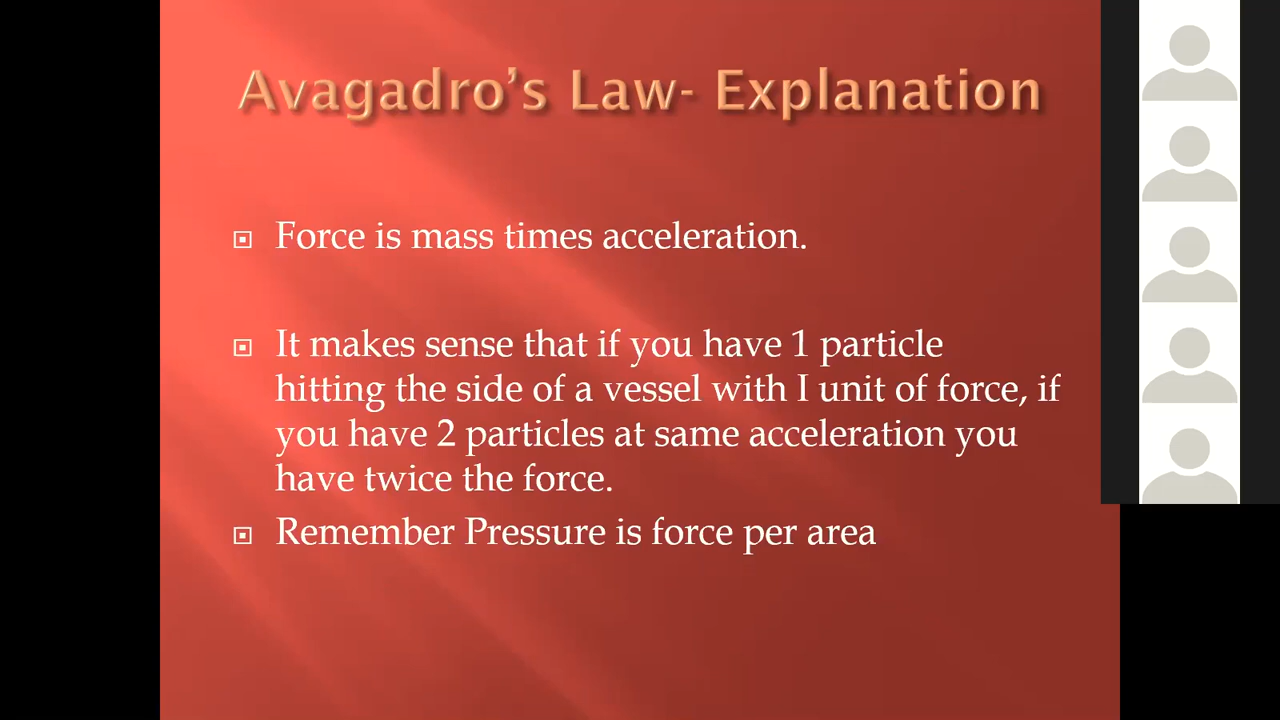 Avagadro's Law- Explanation
Force is mass times acceleration.
It makes sense that if you have 1 particle
hitting the side of a vessel with I unit of force, if
you have 2 particles at same acceleration you
have twice the force.
Remember Pressure is force per area